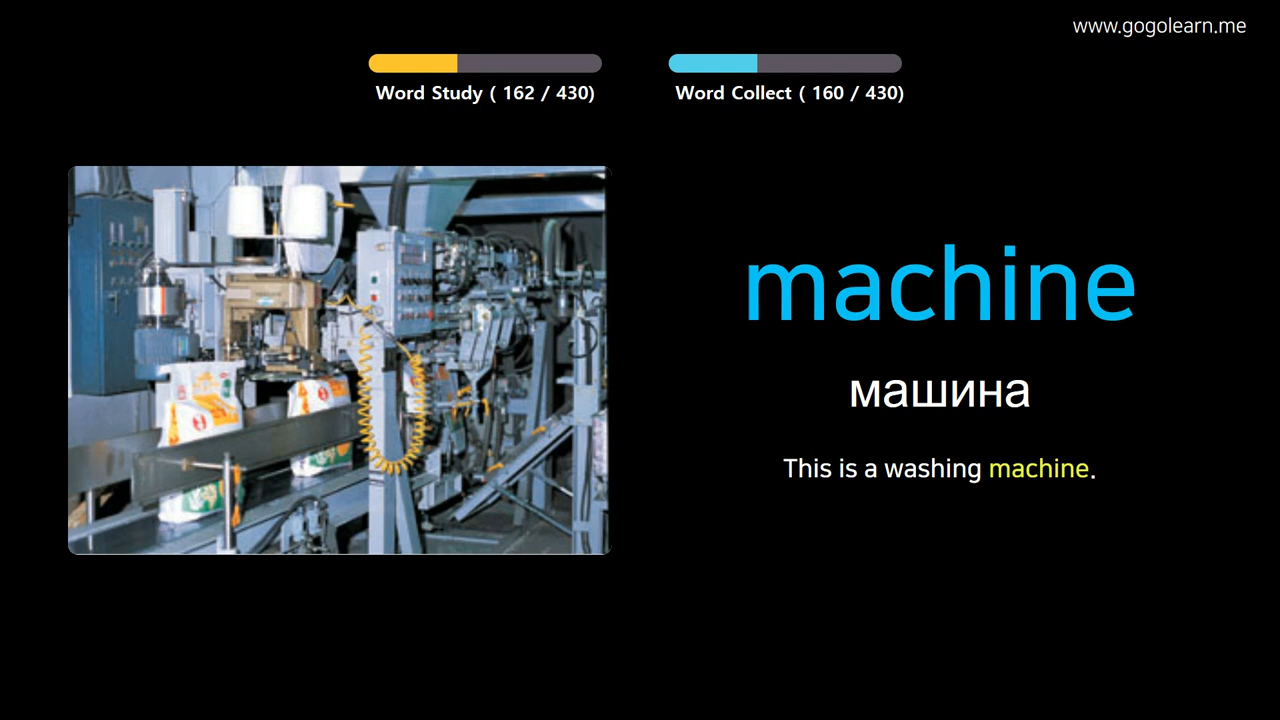 www.gogolearn.me
Word Study ( 162 / 430)
Word Collect ( 160 / 430)
machine
машина
This is a washing machine.